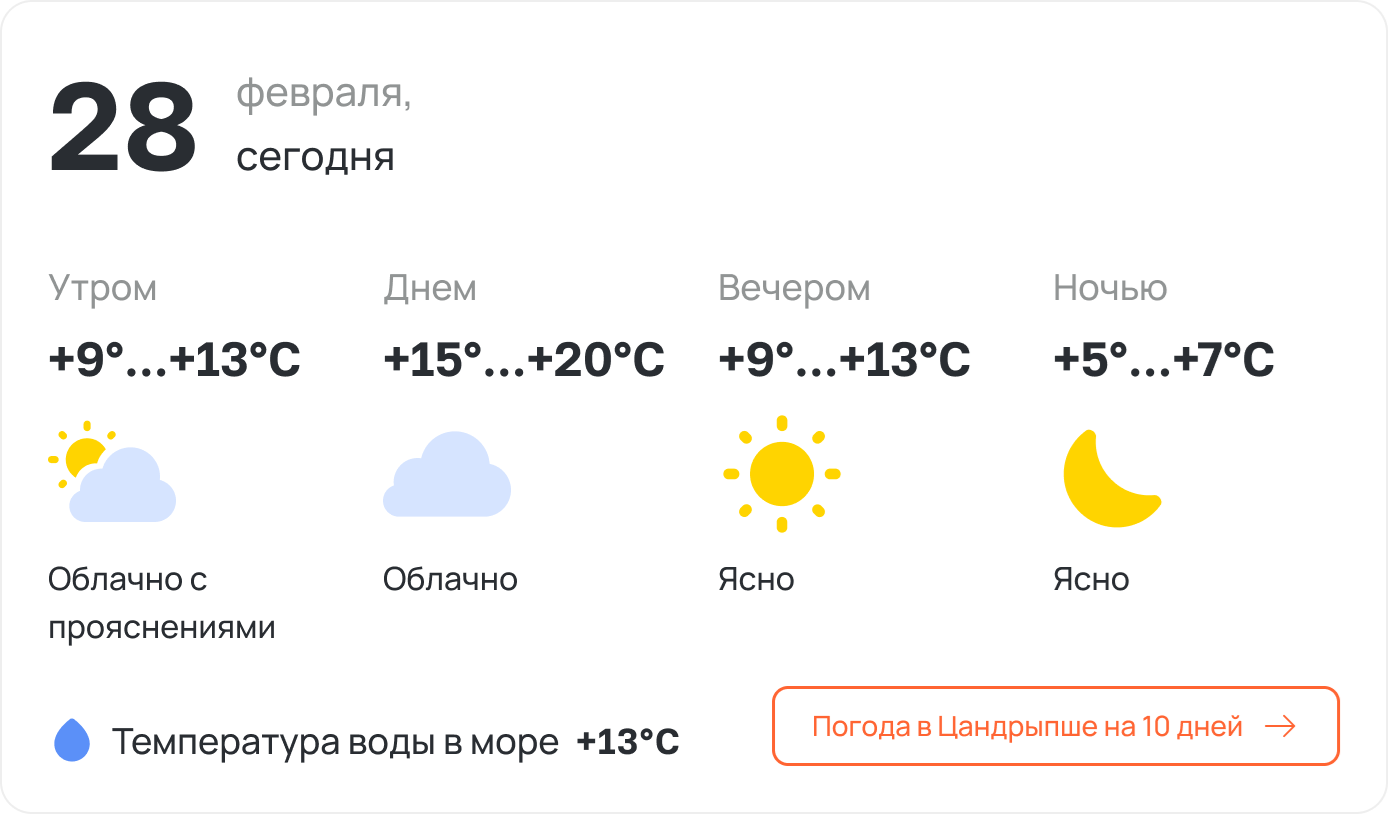 28
февраля,
сегодня
Утром
+9°...+13°C
Облачно с
прояснениями
Днем
+15°...+20°C
Облачно
Вечером
+9°...+13°C
Ясно
Ночью
+5°...+7°C
Ясно
Температура воды в море +13°C
Погода в Цандрыпше на 10 дней →